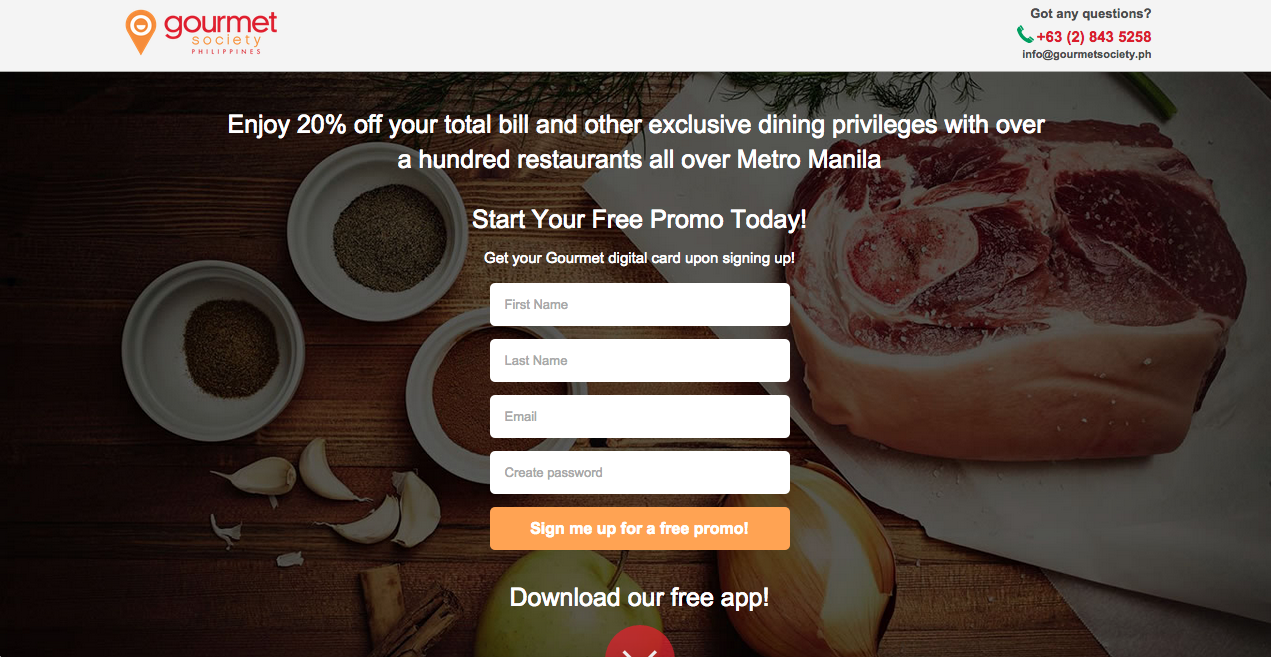 gourmet
society
PHILIPPINES
Got any questions?
+63 (2) 843 5258
info@gourmetsociety.ph
Enjoy 20% off your total bill and other exclusive dining privileges with over
a hundred restaurants all over Metro Manila
Start Your Free Promo Today!
Get your Gourmet digital card upon signing up!
First Name
Last Name
Email
Create password
Sign me up for a free promo!
Download our free app!